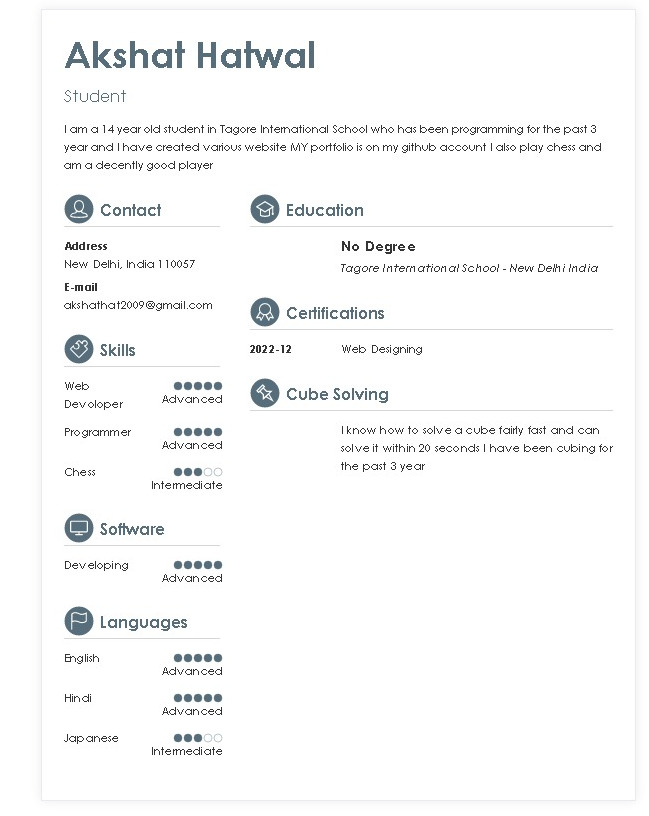 Akshat Hatwal
Student
I am a 14 year old student in Tagore International School who has been programming for the past 3
year and I have created various website MY portfolio is on my github account I also play chess and
am a decently good player
Contact
Address
New Delhi, India 110057
E-mail
akshathat2009@gmail.com
Skills
Web
Devoloper
Advanced
Programmer
Advanced
Chess
Intermediate
Software
Developing
Advanced
Languages
English
Advanced
Hindi
Advanced
Japanese
Intermediate
Education
No Degree
Tagore International School - New Delhi India
Certifications
2022-12 Web Designing
Cube Solving
I know how to solve a cube fairly fast and can
solve it within 20 seconds I have been cubing for
the past 3 year